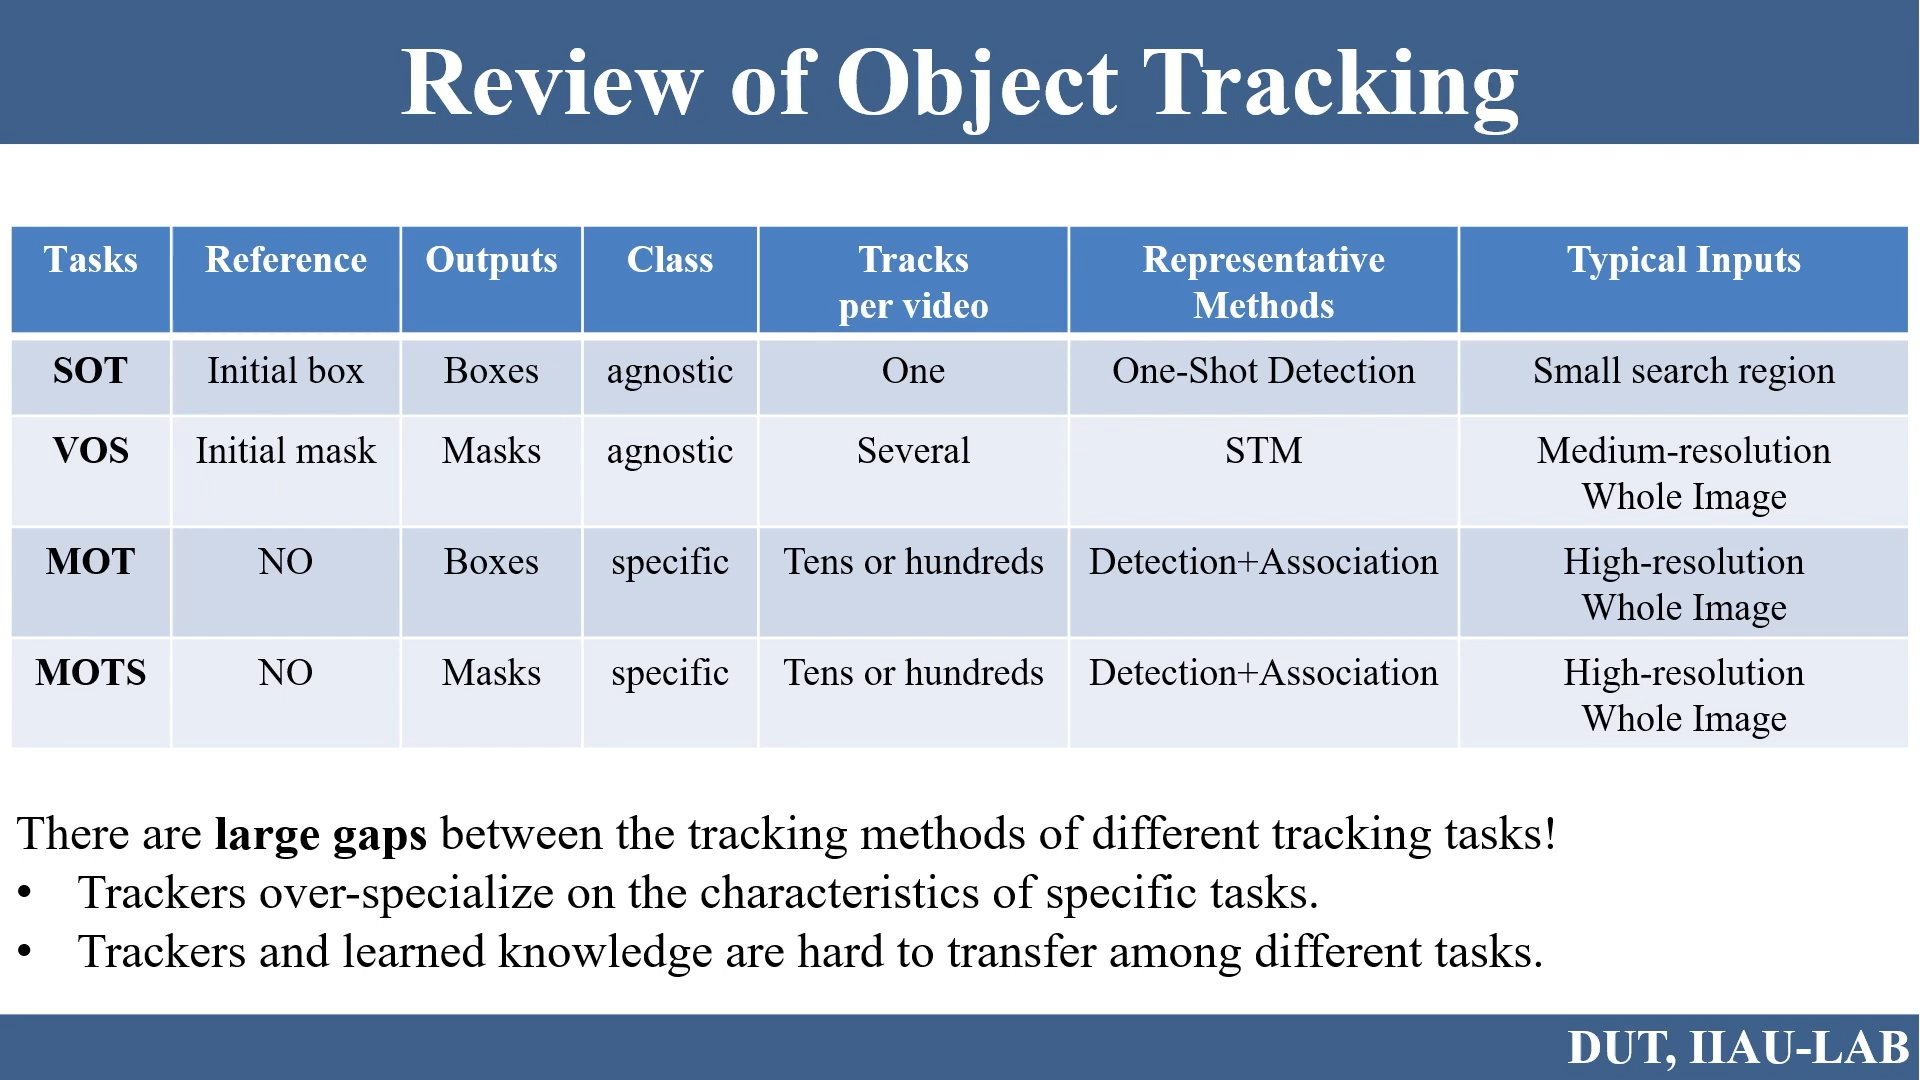 Review of Object Tracking
Tasks Reference Outputs Class Tracks per video Representative Methods Typical Inputs
SOT Initial box Boxes agnostic One One-Shot Detection Small search region
VOS Initial mask Masks agnostic Several STM Medium-resolution Whole Image
MOT NO Boxes specific Tens or hundreds Detection+Association High-resolution Whole Image
MOTS NO Masks specific Tens or hundreds Detection+Association High-resolution Whole Image
There are large gaps between the tracking methods of different tracking tasks!
• Trackers over-specialize on the characteristics of specific tasks.
• Trackers and learned knowledge are hard to transfer among different tasks.
DUT, IIAU-LAB